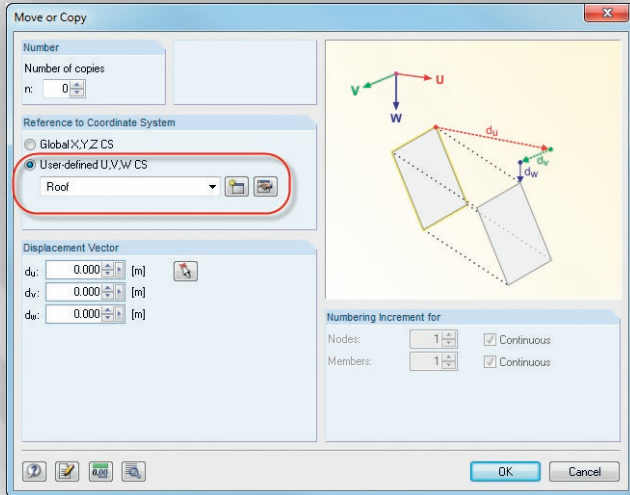 Move or Copy
Number
Number of copies
n: 0
Reference to Coordinate System
Global X,Y,Z CS
User-defined U,V,W CS
Roof
Displacement Vector
du: 0.000 [m]
dv: 0.000 [m]
dw: 0.000 [m]
U
V
W
du
dv
dw
Numbering Increment for
Nodes: 1 Continuous
Members: 1 Continuous
0.00
OK Cancel